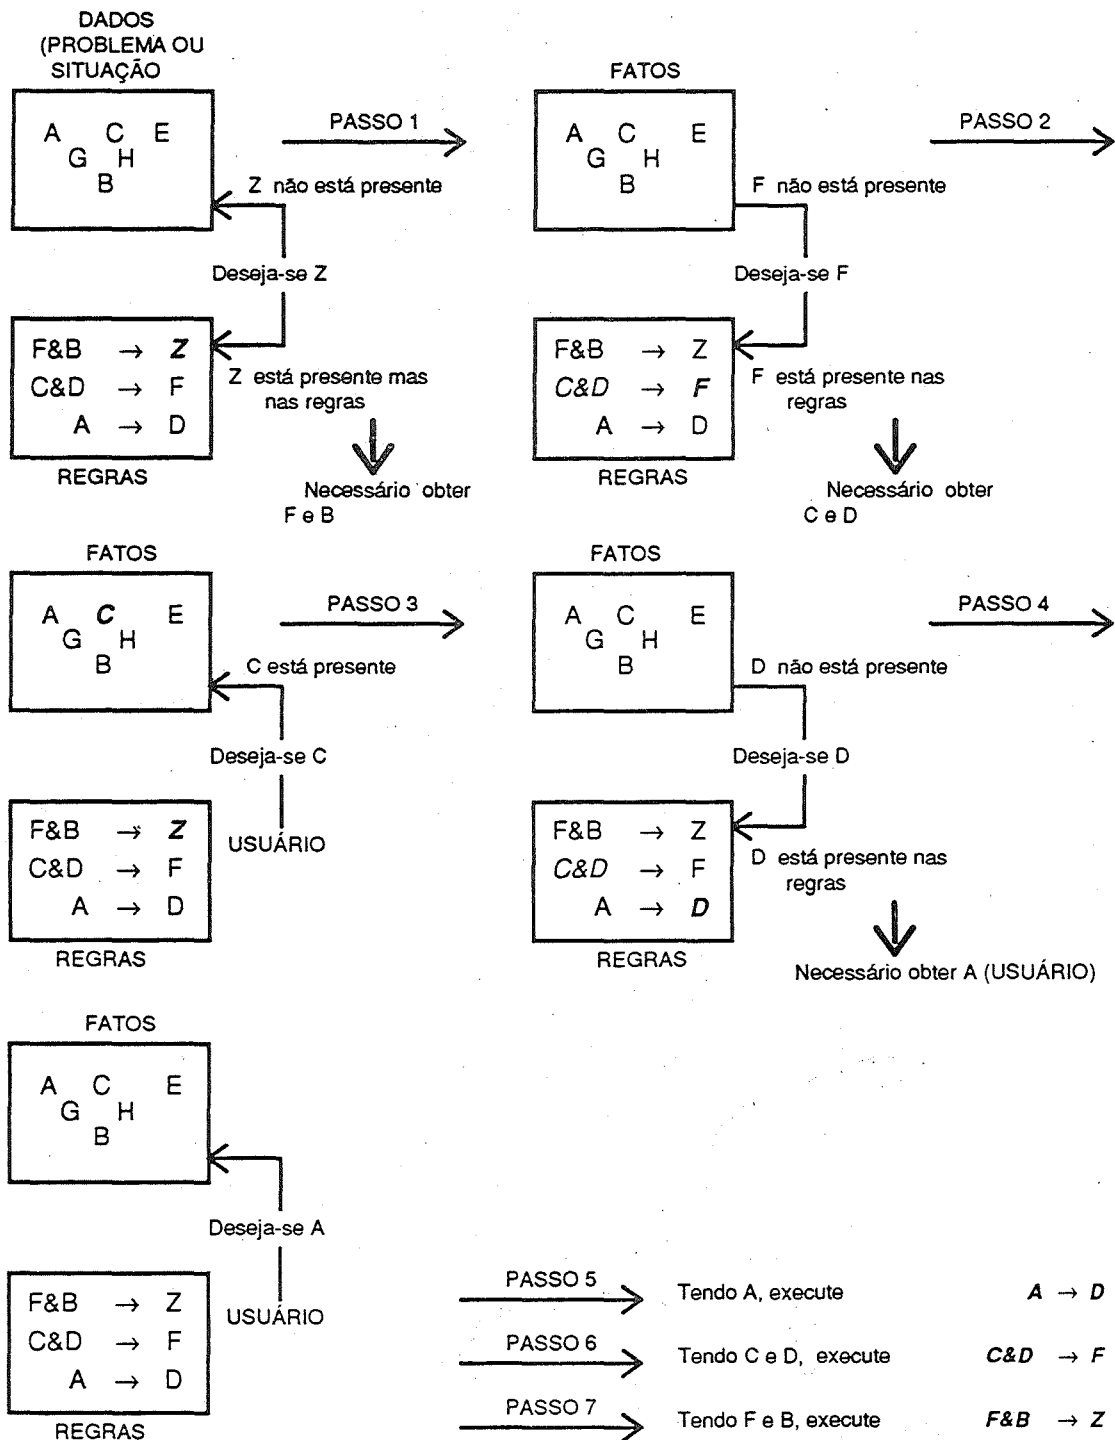 DADOS
(PROBLEMA OU
SITUAÇÃO
A C E
G H
B
PASSO 1
Z não está presente
Deseja-se Z
F&B → Z
C&D → F
A → D
Z está presente mas
nas regras
REGRAS
Necessário obter
F e B
FATOS
A C E
G H
B
PASSO 2
F não está presente
Deseja-se F
F&B → Z
C&D → F
A → D
F está presente nas
regras
REGRAS
Necessário obter
C e D
FATOS
A C E
G H
B
PASSO 3
C está presente
Deseja-se C
F&B → Z
C&D → F
A → D
USUÁRIO
REGRAS
FATOS
A C E
G H
B
PASSO 4
D não está presente
Deseja-se D
F&B → Z
C&D → F
A → D
D está presente nas
regras
REGRAS
Necessário obter A (USUÁRIO)
FATOS
A C E
G H
B
Deseja-se A
F&B → Z
C&D → F
A → D
USUÁRIO
REGRAS
PASSO 5 Tendo A, execute A → D
PASSO 6 Tendo C e D, execute C&D → F
PASSO 7 Tendo F e B, execute F&B → Z